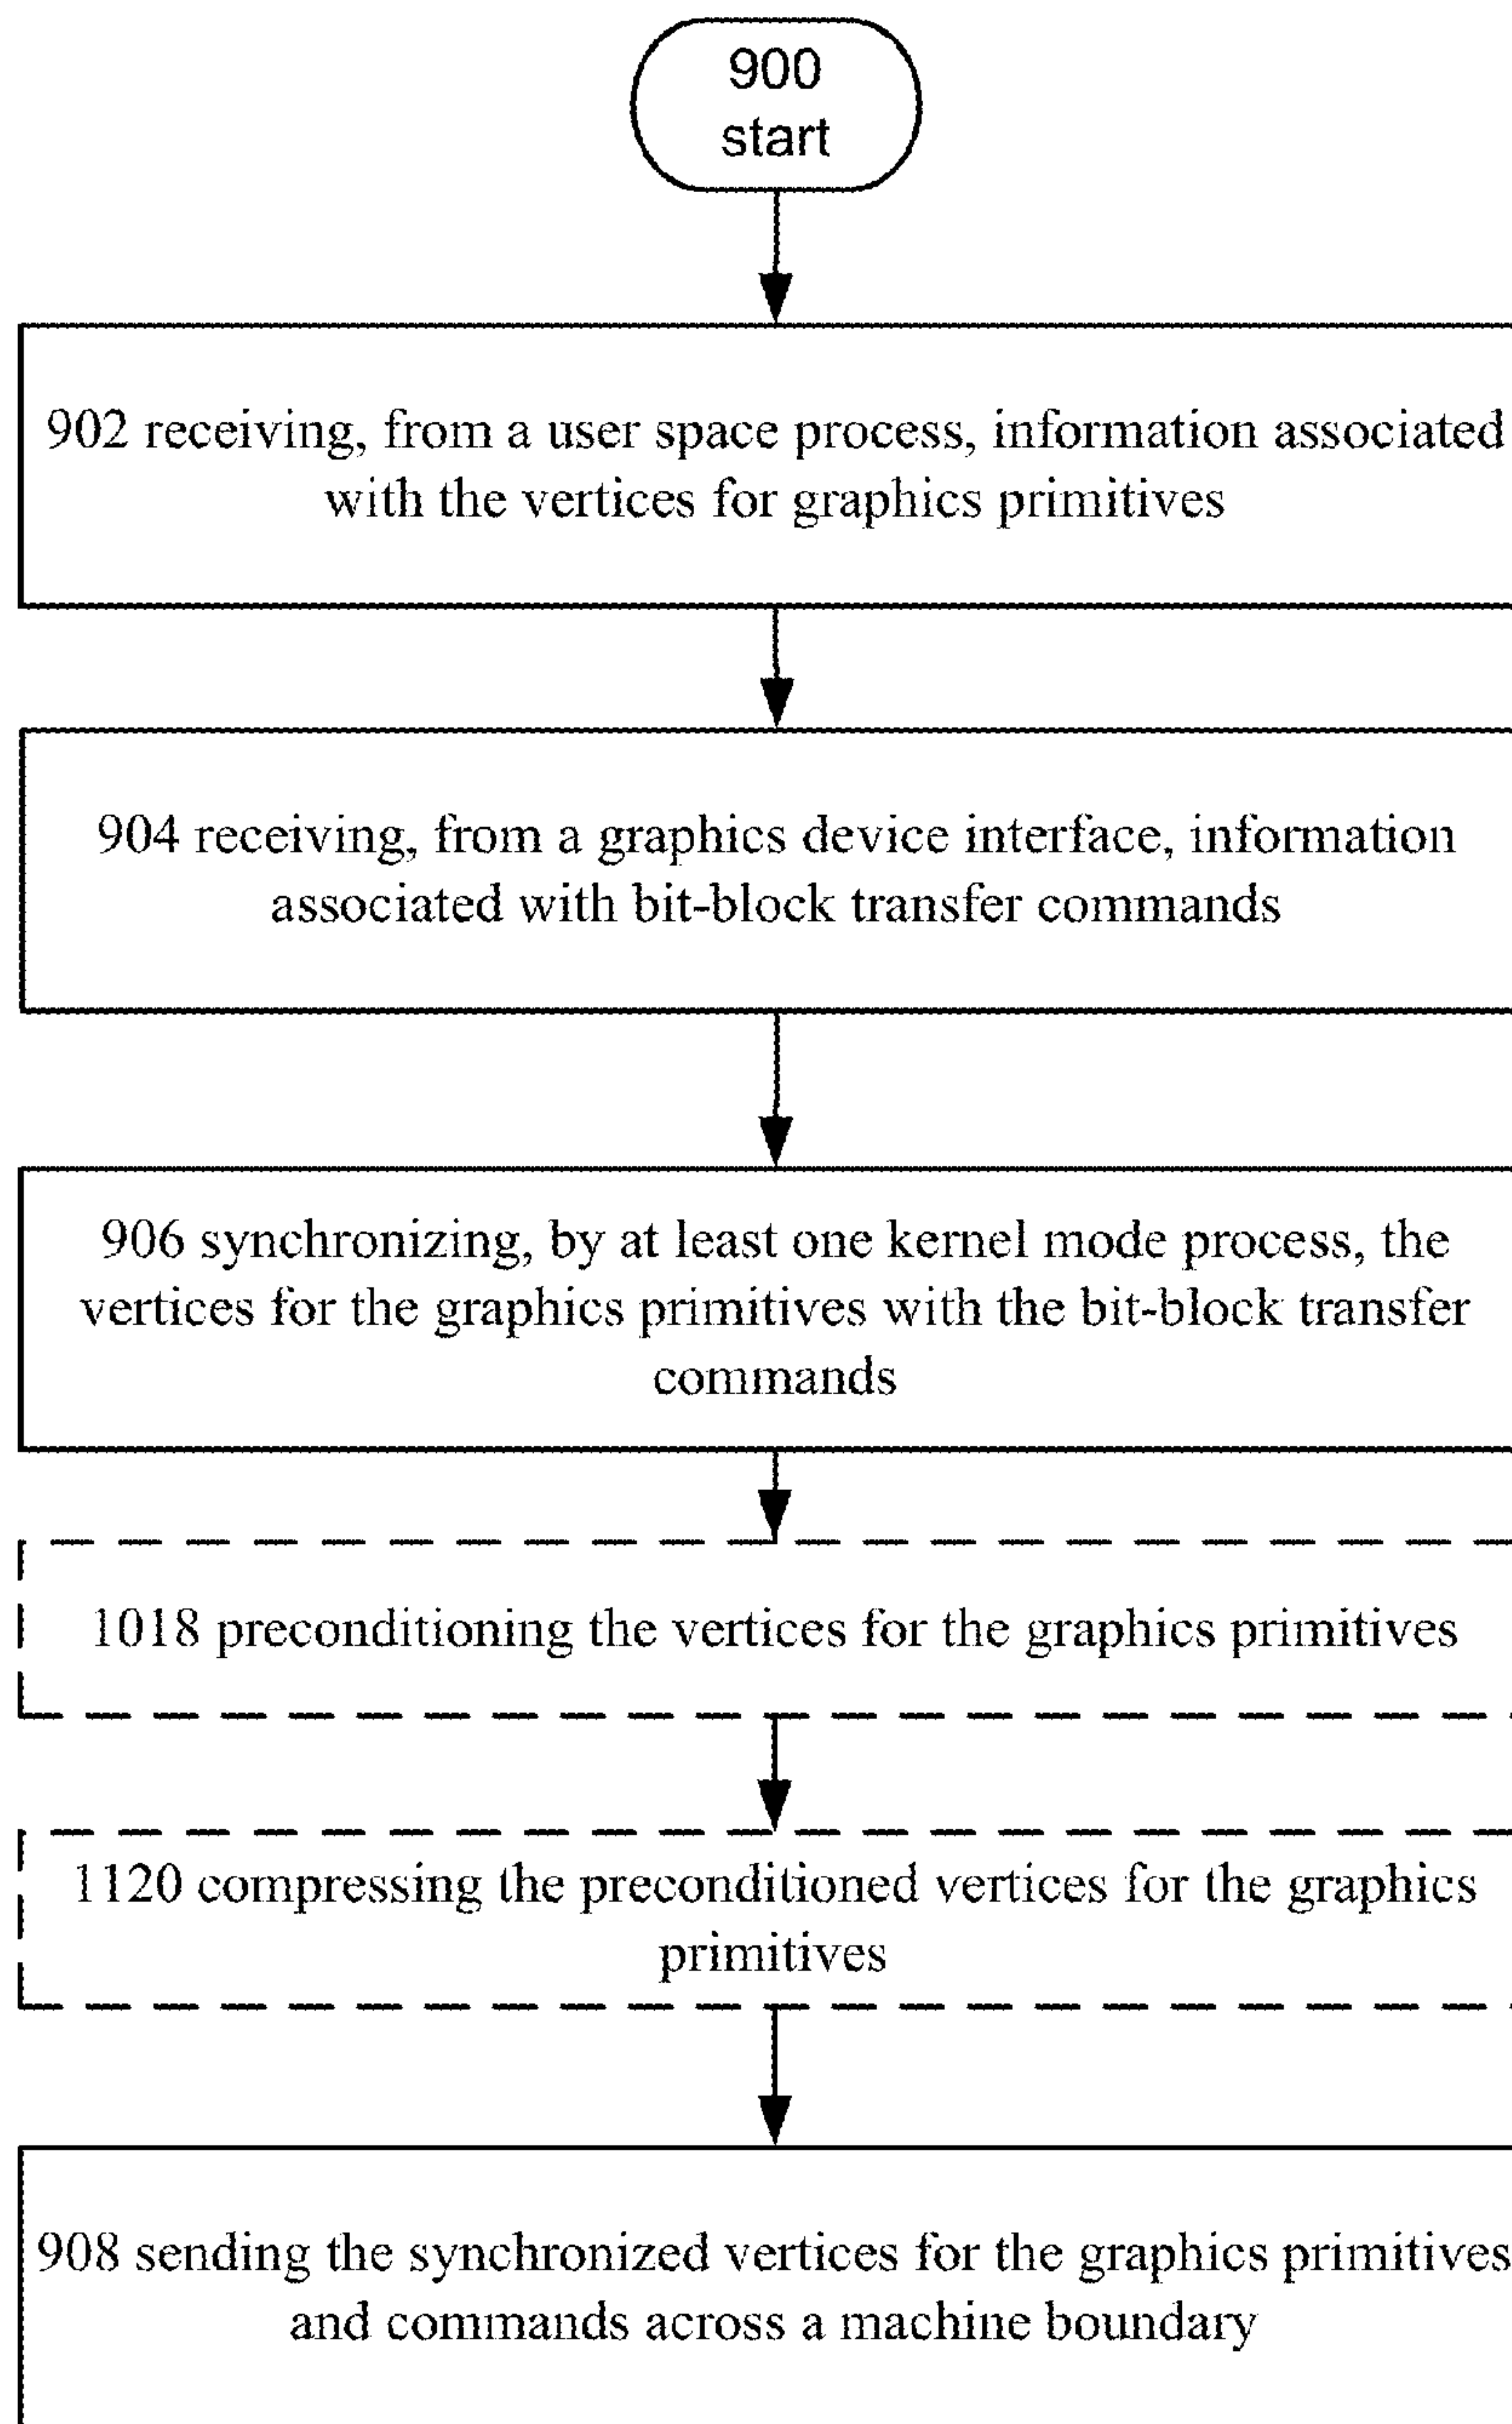 900
start
902 receiving, from a user space process, information associated
with the vertices for graphics primitives
904 receiving, from a graphics device interface, information
associated with bit-block transfer commands
906 synchronizing, by at least one kernel mode process, the
vertices for the graphics primitives with the bit-block transfer
commands
1018 preconditioning the vertices for the graphics primitives
1120 compressing the preconditioned vertices for the graphics
primitives
908 sending the synchronized vertices for the graphics primitives
and commands across a machine boundary